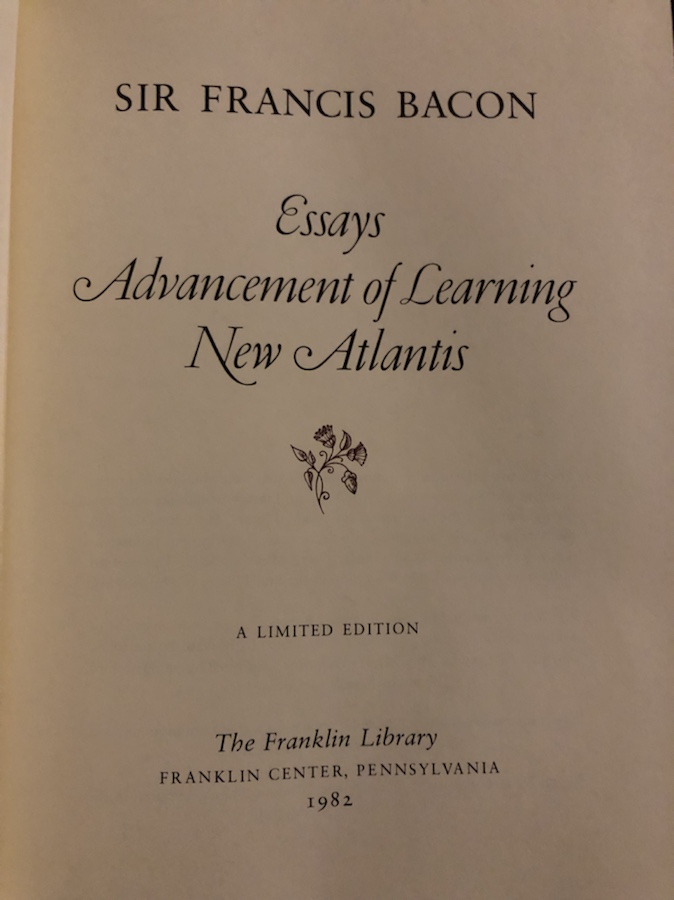 SIR FRANCIS BACON
Essays
Advancement of Learning
New Atlantis
A LIMITED EDITION
The Franklin Library
FRANKLIN CENTER, PENNSYLVANIA
1982